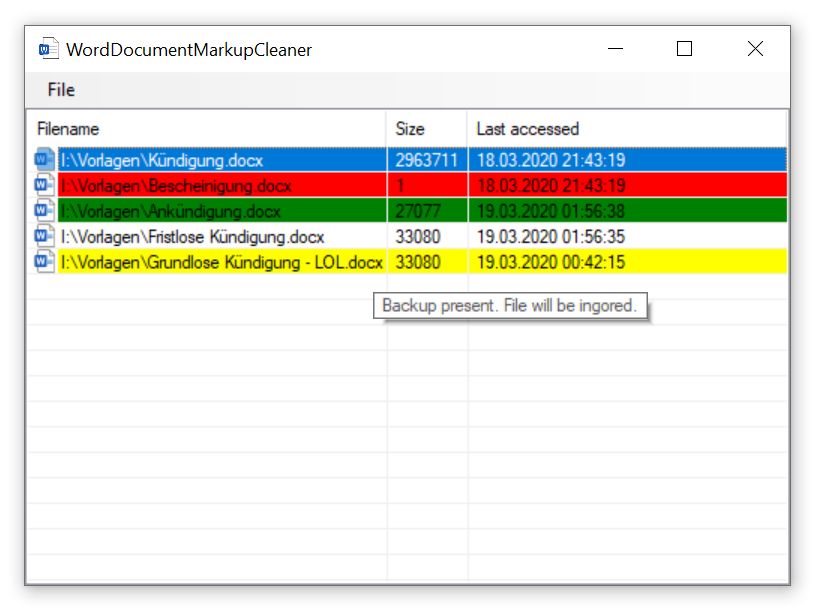 WordDocumentMarkupCleaner
File
Filename Size Last accessed
I:\Vorlagen\Kündigung.docx 2963711 18.03.2020 21:43:19
I:\Vorlagen\Bescheinigung.docx 1 18.03.2020 21:43:19
I:\Vorlagen\Ankündigung.docx 27077 19.03.2020 01:56:38
I:\Vorlagen\Fristlose Kündigung.docx 33080 19.03.2020 01:56:35
I:\Vorlagen\Grundlose Kündigung - LOL.docx 33080 19.03.2020 00:42:15
Backup present. File will be ingored.